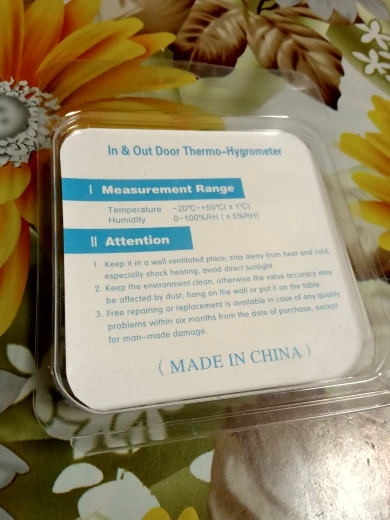 In & Out Door Thermo-Hygrometer
I Measurement Range
Temperature -20℃~+50℃(±1℃)
Humidity 0~100%RH (±5%RH)
II Attention
1. Keep it in a well ventilated place, stay away from heat and cold,
especially shock heating, avoid direct sunlight.
2. Keep the environment clean, otherwise the value accuracy may
be affected by dust; hang on the wall or put it on the table.
3. Free repairing or replacement is available in case of any quality
problems within six months from the date of purchase, except
for man-made damage.
(MADE IN CHINA)